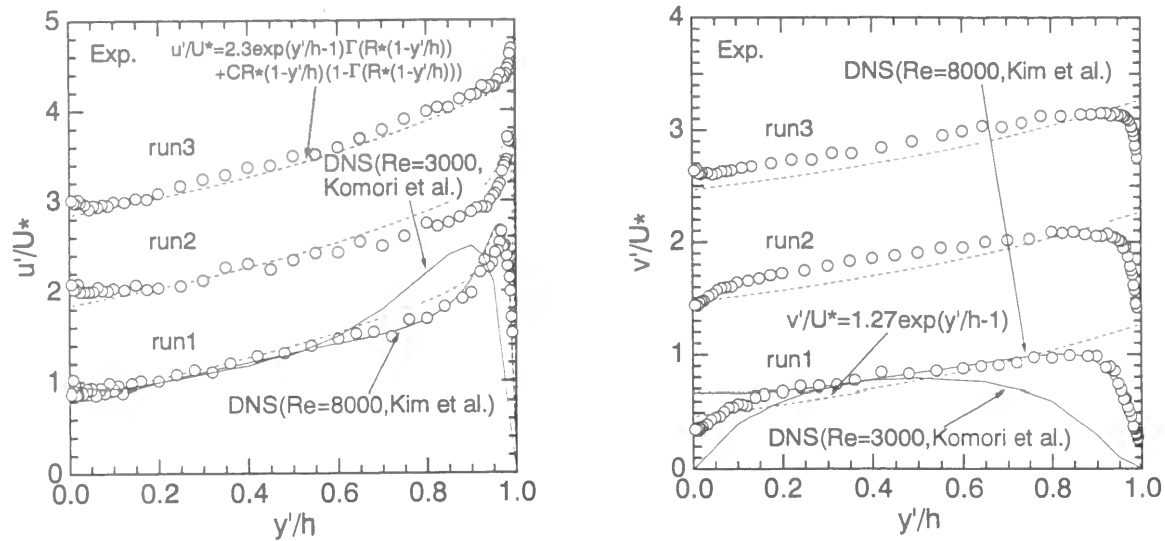 5
4
3
2
1
0
u'/U*
Exp.
u'/U*=2.3exp(y'/h-1)Γ(R*(1-y'/h))
+CR*(1-y'/h)(1-Γ(R*(1-y'/h)))
run3
DNS(Re=3000,
Komori et al.)
run2
run1
DNS(Re=8000,Kim et al.)
0.0 0.2 0.4 0.6 0.8 1.0
y'/h
4
3
2
1
0
v'/U*
Exp.
DNS(Re=8000,Kim et al.)
run3
run2
v'/U*=1.27exp(y'/h-1)
run1
DNS(Re=3000,Komori et al.)
0.0 0.2 0.4 0.6 0.8 1.0
y'/h